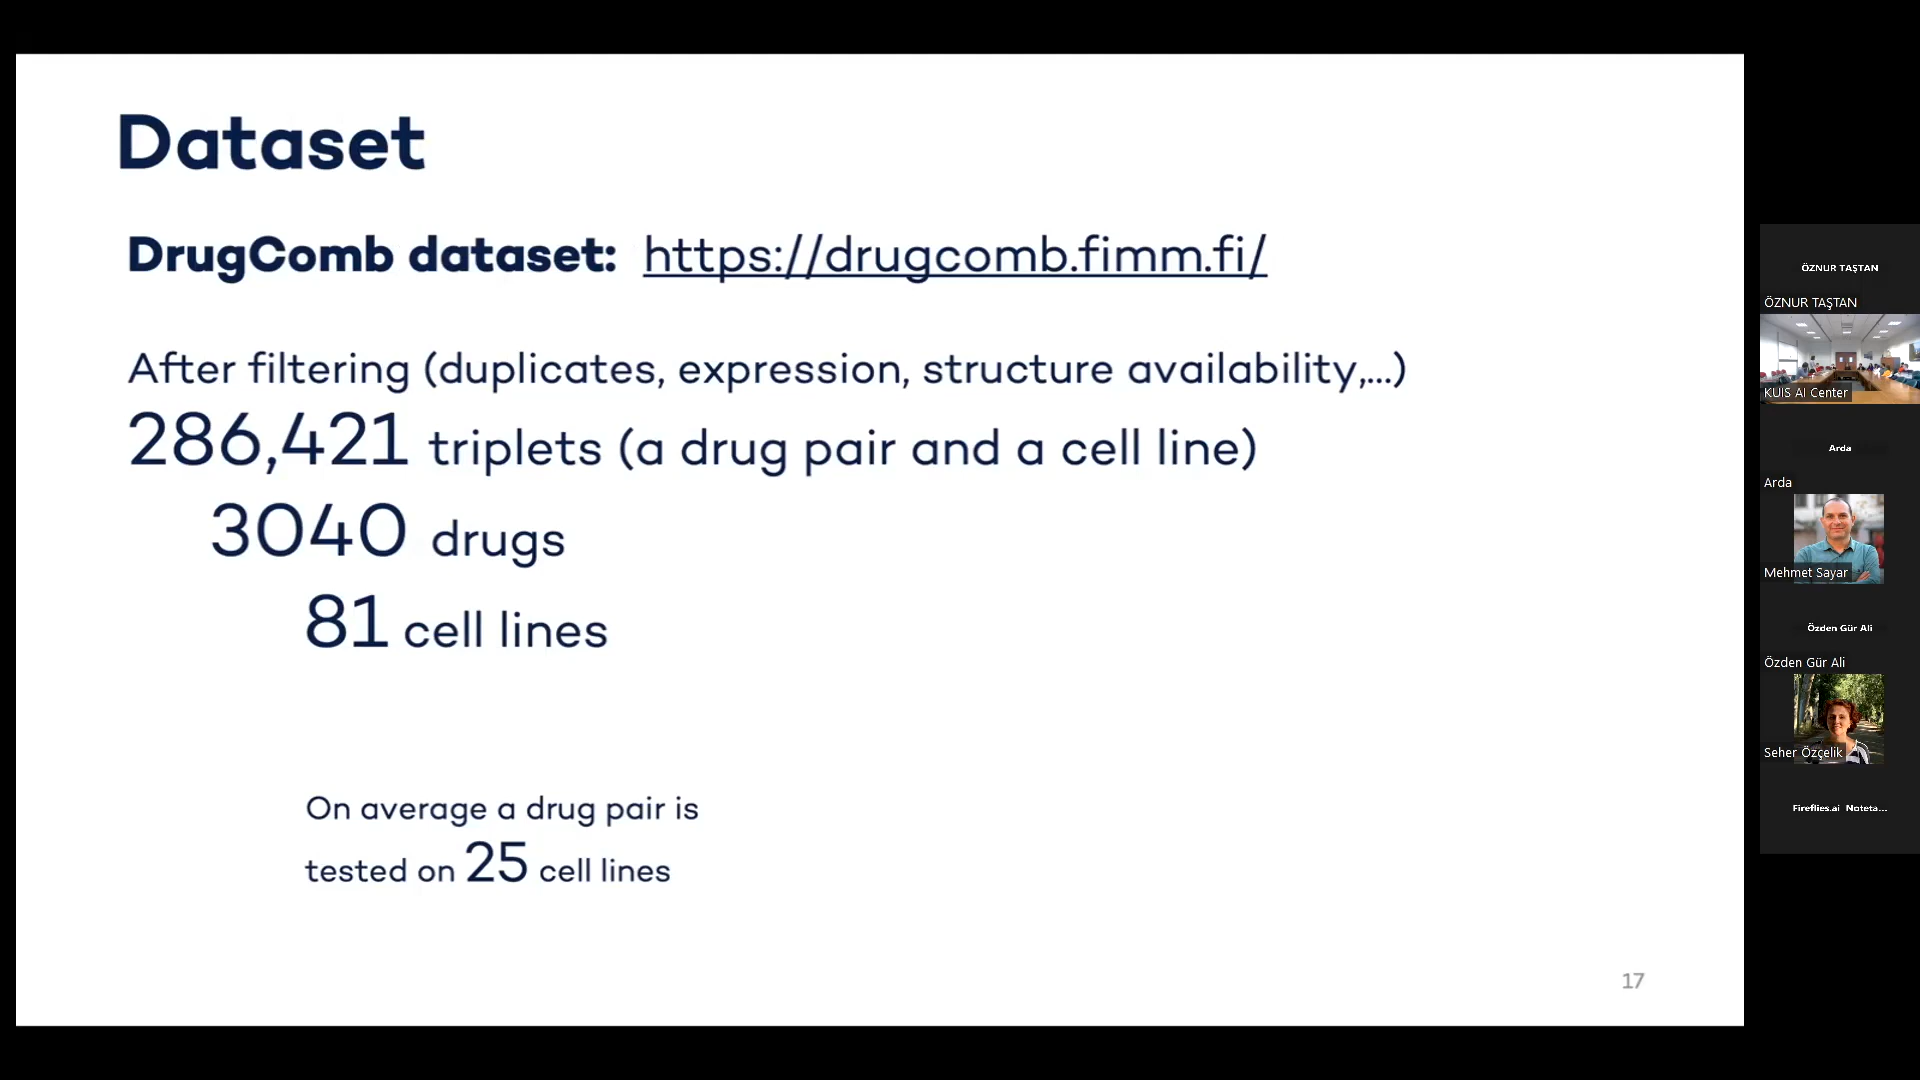 Dataset
DrugComb dataset: https://drugcomb.fimm.fi/
After filtering (duplicates, expression, structure availability,...)
286,421 triplets (a drug pair and a cell line)
3040 drugs
81 cell lines
On average a drug pair is
tested on 25 cell lines
17
ÖZNUR TAŞTAN
ÖZNUR TAŞTAN
KUIS AI Center
Arda
Arda
Mehmet Sayar
Özden Gür Ali
Özden Gür Ali
Seher Özçelik
Fireflies.ai Noteta...